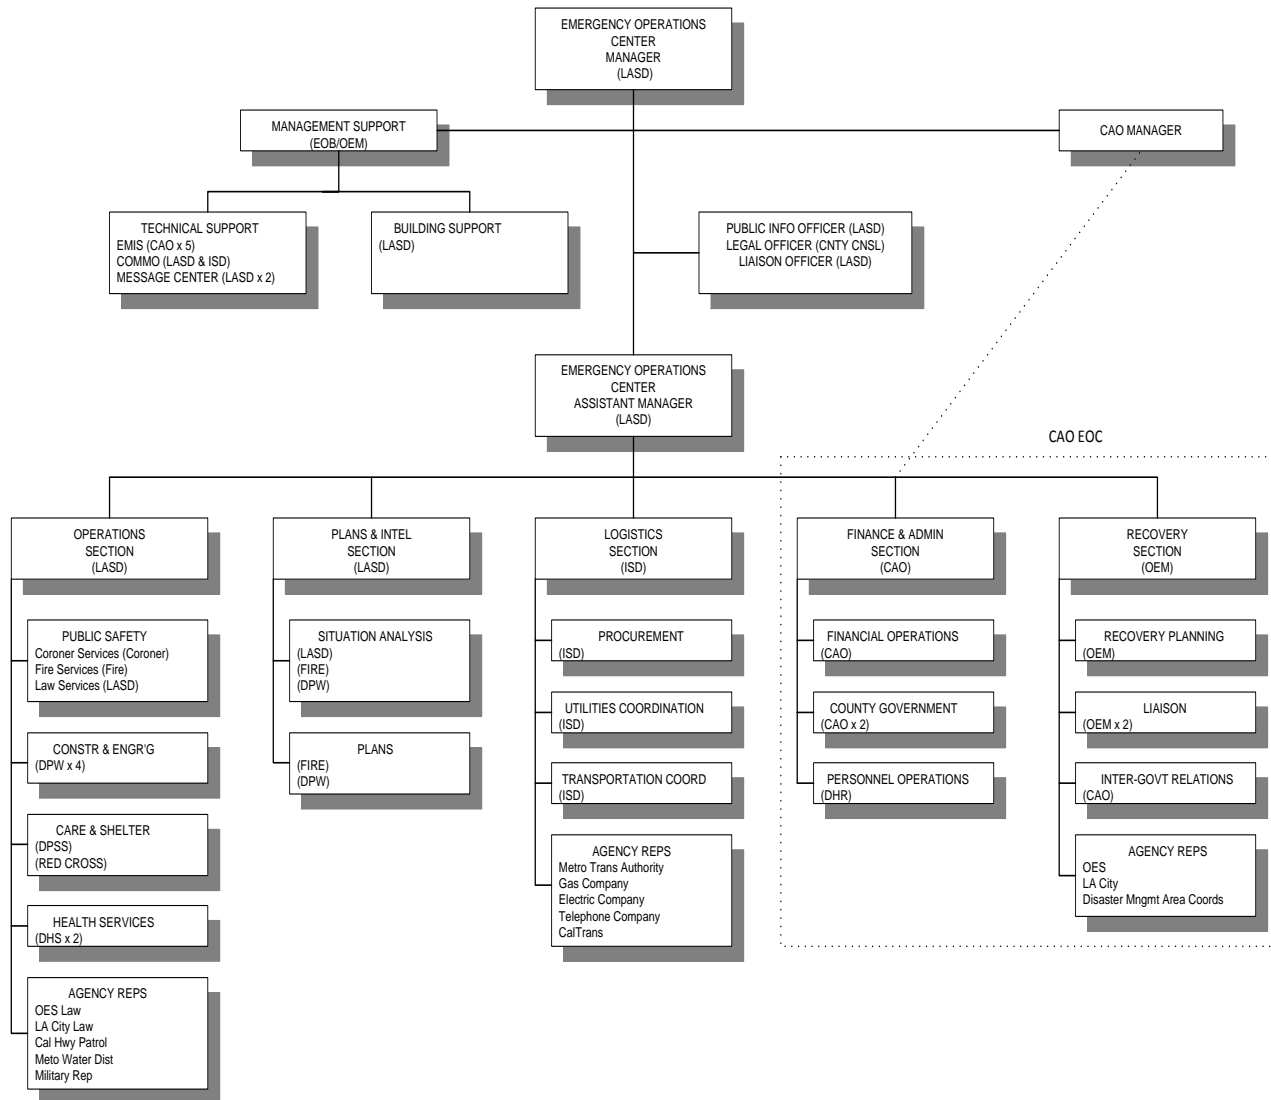 EMERGENCY OPERATIONS
CENTER
MANAGER
(LASD)
MANAGEMENT SUPPORT
(EOB/OEM)
CAO MANAGER
TECHNICAL SUPPORT
EMIS (CAO x 5)
COMMO (LASD & ISD)
MESSAGE CENTER (LASD x 2)
BUILDING SUPPORT
(LASD)
PUBLIC INFO OFFICER (LASD)
LEGAL OFFICER (CNTY CNSL)
LIAISON OFFICER (LASD)
EMERGENCY OPERATIONS
CENTER
ASSISTANT MANAGER
(LASD)
CAO EOC
OPERATIONS
SECTION
(LASD)
PLANS & INTEL
SECTION
(LASD)
LOGISTICS
SECTION
(ISD)
FINANCE & ADMIN
SECTION
(CAO)
RECOVERY
SECTION
(OEM)
PUBLIC SAFETY
Coroner Services (Coroner)
Fire Services (Fire)
Law Services (LASD)
SITUATION ANALYSIS
(LASD)
(FIRE)
(DPW)
PROCUREMENT
(ISD)
FINANCIAL OPERATIONS
(CAO)
RECOVERY PLANNING
(OEM)
UTILITIES COORDINATION
(ISD)
COUNTY GOVERNMENT
(CAO x 2)
LIAISON
(OEM x 2)
CONSTR & ENGR'G
(DPW x 4)
PLANS
(FIRE)
(DPW)
TRANSPORTATION COORD
(ISD)
PERSONNEL OPERATIONS
(DHR)
INTER-GOVT RELATIONS
(CAO)
CARE & SHELTER
(DPSS)
(RED CROSS)
AGENCY REPS
Metro Trans Authority
Gas Company
Electric Company
Telephone Company
CalTrans
AGENCY REPS
OES
LA City
Disaster Mngmt Area Coords
HEALTH SERVICES
(DHS x 2)
AGENCY REPS
OES Law
LA City Law
Cal Hwy Patrol
Meto Water Dist
Military Rep